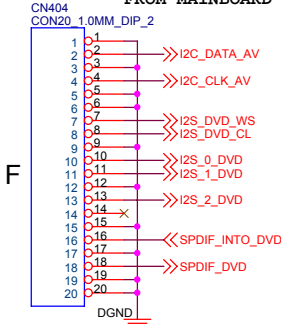 FROM MAINBOARD
CN404
CON20_1.0MM_DIP_2
1 1
2 2 I2C_DATA_AV
3 3
4 4 I2C_CLK_AV
5 5
6 6
7 7 I2S_DVD_WS
8 8 I2S_DVD_CL
9 9
10 10 I2S_0_DVD
11 11 I2S_1_DVD
12 12
13 13 I2S_2_DVD
14 14
15 15
16 16 SPDIF_INTO_DVD
17 17
18 18 SPDIF_DVD
19 19
20 20
F
DGND